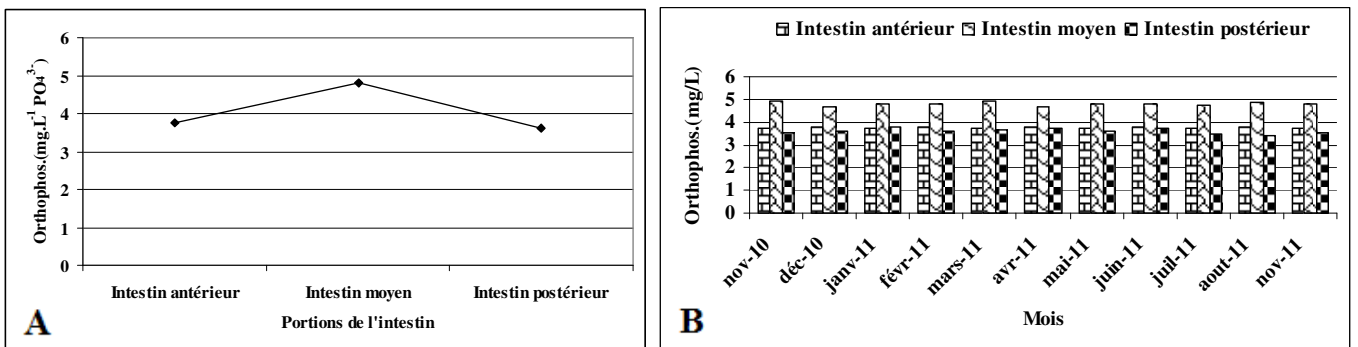 6
5
4
3
2
1
0
Orthophos.(mg.L⁻¹ PO₄³⁻
Intestin antérieur Intestin moyen Intestin postérieur
Portions de l'intestin
A
Intestin antérieur Intestin moyen Intestin postérieur
6
5
4
3
2
1
0
Orthophos.(mg/L)
nov-10 déc-10 janv-11 févr-11 mars-11 avr-11 mai-11 juin-11 juil-11 aout-11 nov-11
Mois
B